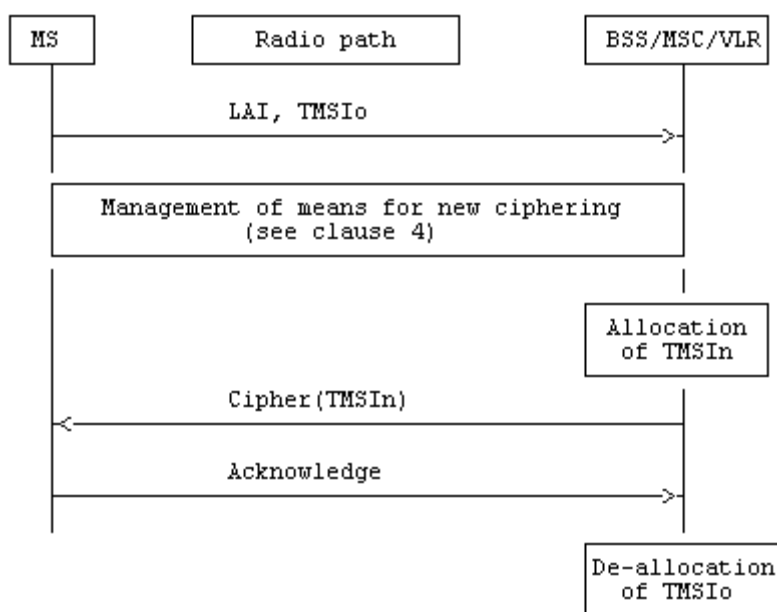 MS
Radio path
BSS/MSC/VLR
LAI, TMSIo
Management of means for new ciphering
(see clause 4)
Allocation
of TMSIn
Cipher(TMSIn)
Acknowledge
De-allocation
of TMSIo